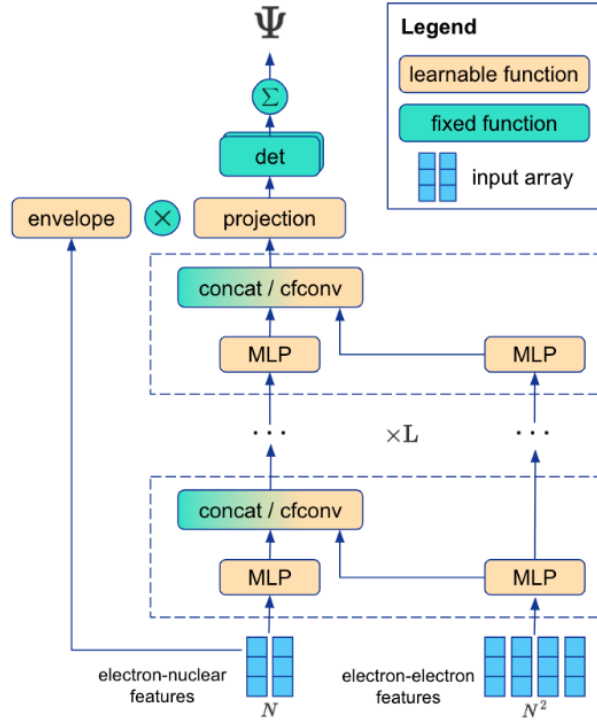 Ψ
Legend
learnable function
fixed function
input array
Σ
det
envelope
×
projection
concat / cfconv
MLP
MLP
···
×L
···
concat / cfconv
MLP
MLP
electron-nuclear
features
N
electron-electron
features
N²